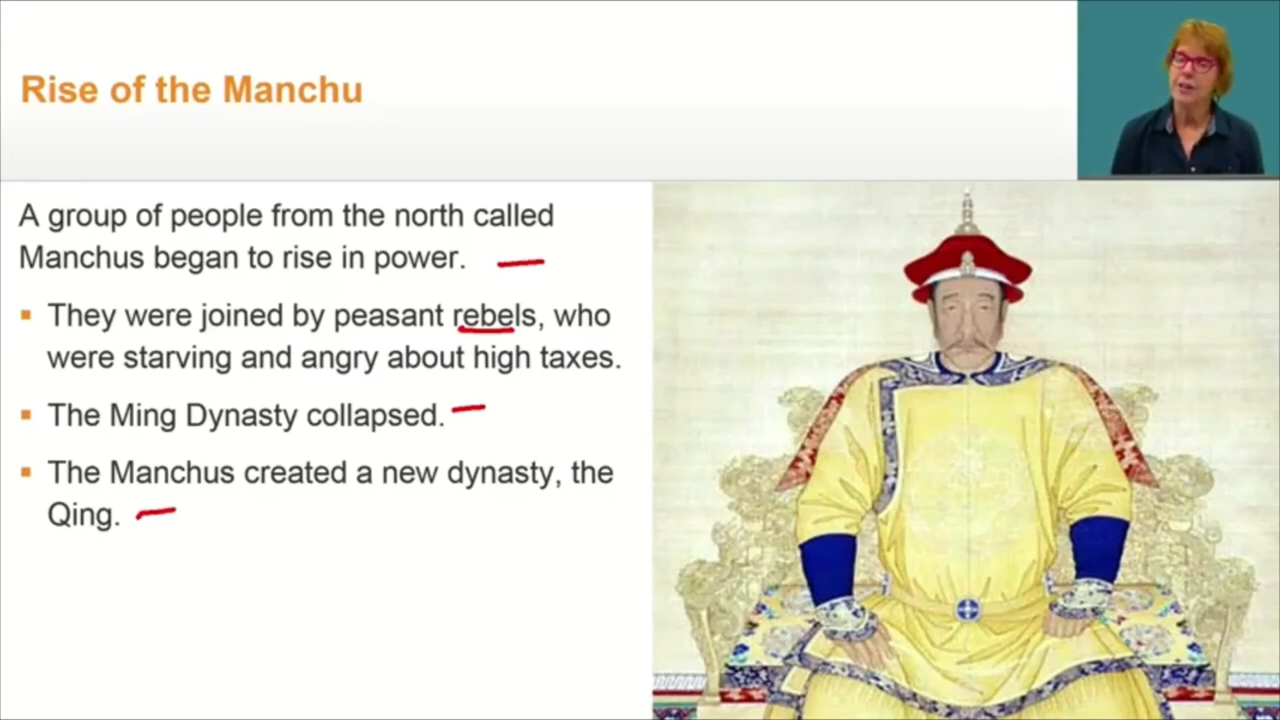 Rise of the Manchu
A group of people from the north called
Manchus began to rise in power.
▪ They were joined by peasant rebels, who
were starving and angry about high taxes.
▪ The Ming Dynasty collapsed.
▪ The Manchus created a new dynasty, the
Qing.